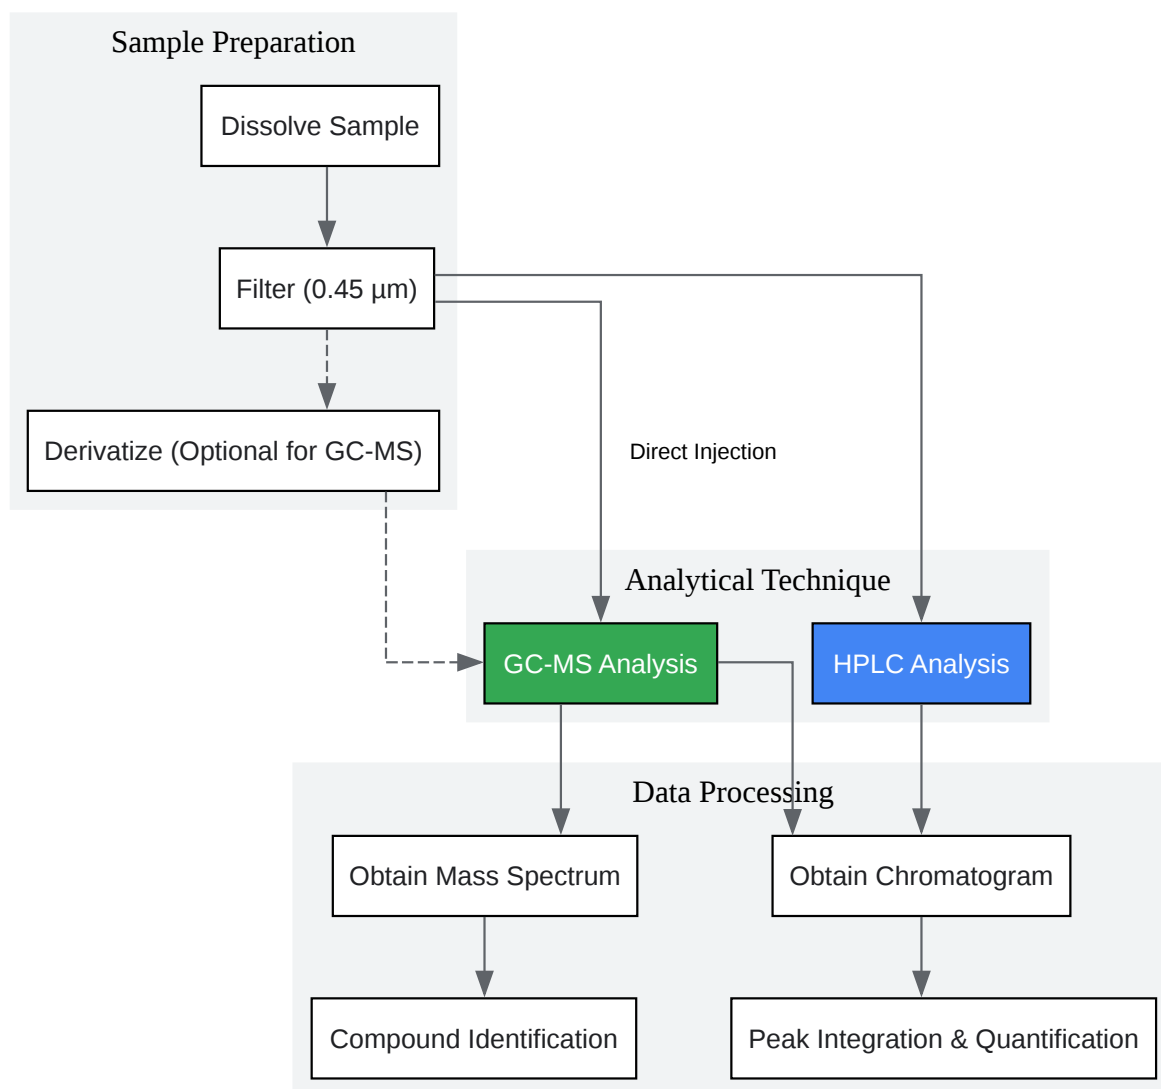 Sample Preparation
Dissolve Sample
Filter (0.45 µm)
Derivatize (Optional for GC-MS)
Direct Injection
Analytical Technique
GC-MS Analysis
HPLC Analysis
Data Processing
Obtain Mass Spectrum
Obtain Chromatogram
Compound Identification
Peak Integration & Quantification